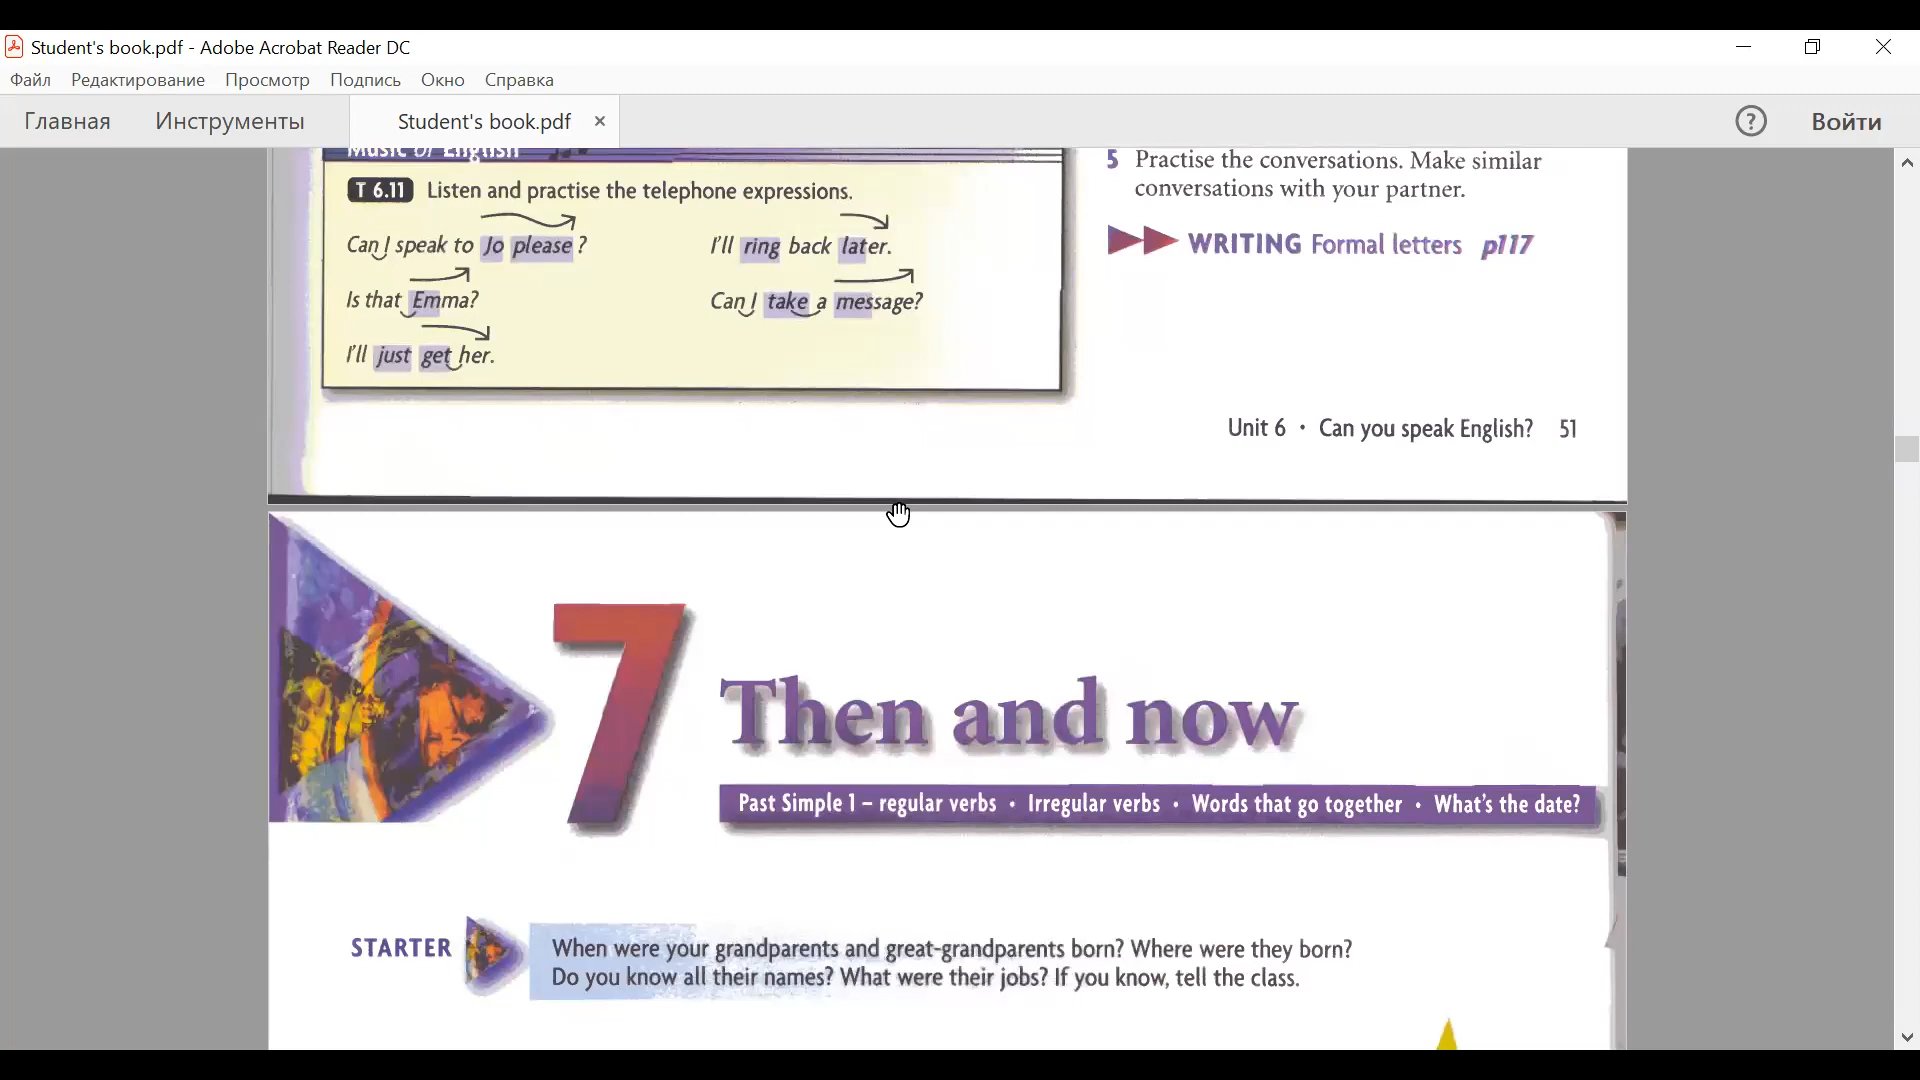 Student's book.pdf - Adobe Acrobat Reader DC
Файл Редактирование Просмотр Подпись Окно Справка
Главная Инструменты Student's book.pdf × ? Войти
Music of English
T 6.11 Listen and practise the telephone expressions.
Can I speak to Jo please?
Is that Emma?
I'll just get her.
I'll ring back later.
Can I take a message?
5 Practise the conversations. Make similar
conversations with your partner.
WRITING Formal letters p117
Unit 6 • Can you speak English? 51
7
Then and now
Past Simple 1 – regular verbs • Irregular verbs • Words that go together • What's the date?
STARTER
When were your grandparents and great-grandparents born? Where were they born?
Do you know all their names? What were their jobs? If you know, tell the class.